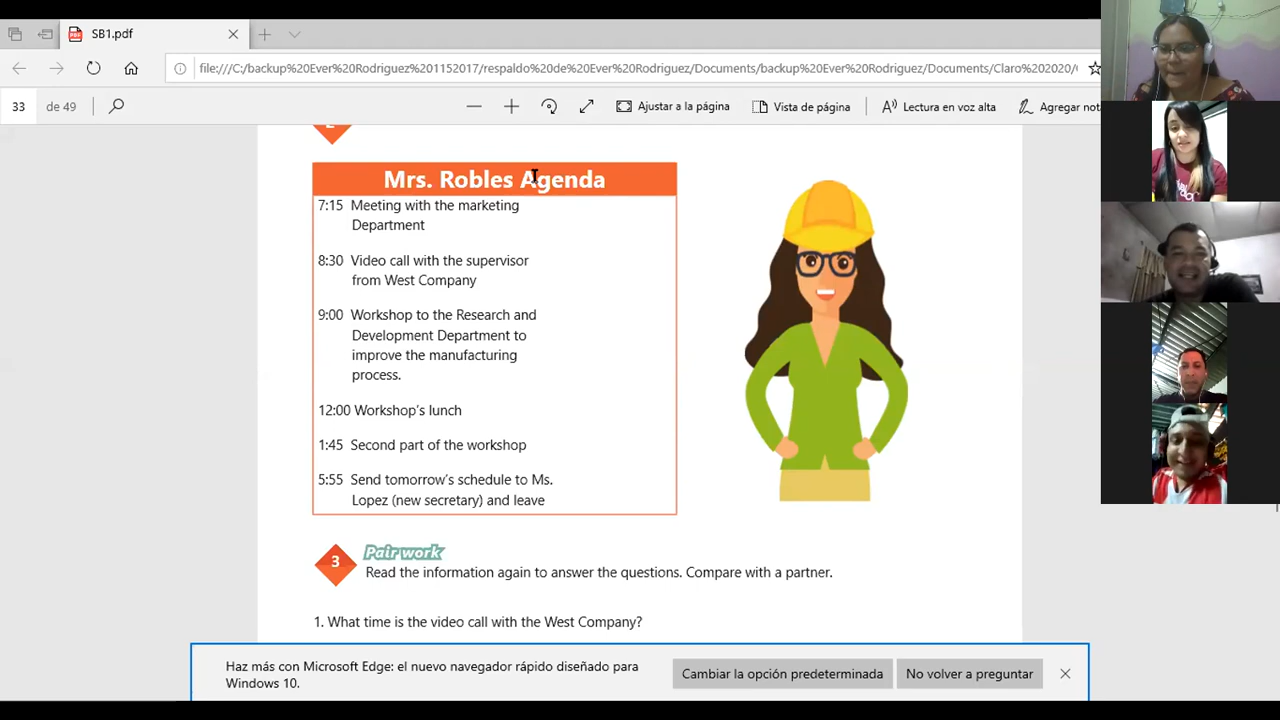 SB1.pdf
file:///C:/backup%20Ever%20Rodriguez%201152017/respaldo%20de%20Ever%20Rodriguez/Documents/backup%20Ever%20Rodriguez/Documents/Claro%202020/
33 de 49 Ajustar a la página Vista de página Lectura en voz alta Agregar not
2
Mrs. Robles Agenda
7:15 Meeting with the marketing
Department
8:30 Video call with the supervisor
from West Company
9:00 Workshop to the Research and
Development Department to
improve the manufacturing
process.
12:00 Workshop's lunch
1:45 Second part of the workshop
5:55 Send tomorrow's schedule to Ms.
Lopez (new secretary) and leave
3 Pair work
Read the information again to answer the questions. Compare with a partner.
1. What time is the video call with the West Company?
Haz más con Microsoft Edge: el nuevo navegador rápido diseñado para
Windows 10.
Cambiar la opción predeterminada No volver a preguntar